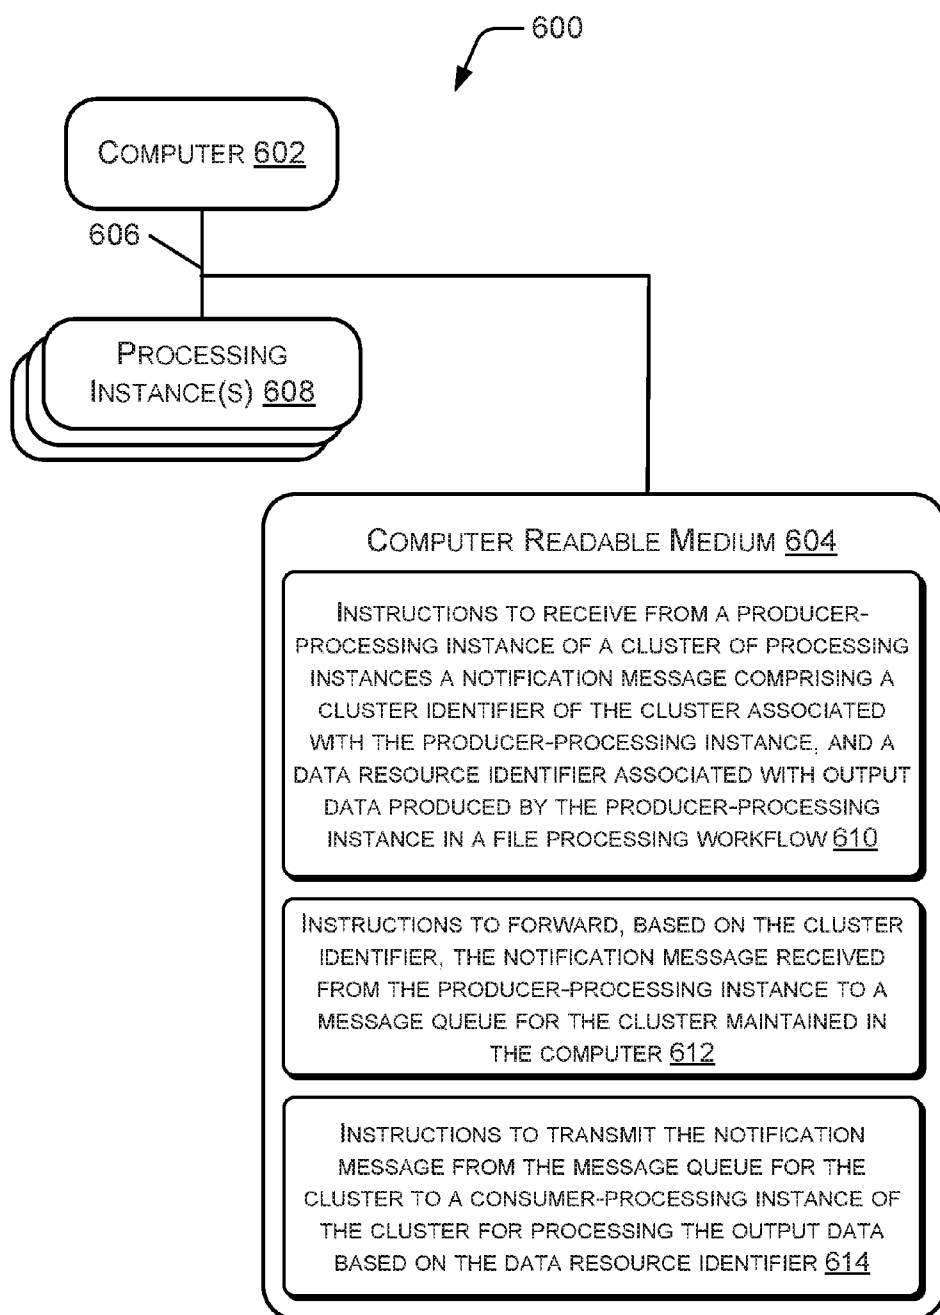 600
COMPUTER 602
606
PROCESSING
INSTANCE(S) 608
COMPUTER READABLE MEDIUM 604
INSTRUCTIONS TO RECEIVE FROM A PRODUCER-
PROCESSING INSTANCE OF A CLUSTER OF PROCESSING
INSTANCES A NOTIFICATION MESSAGE COMPRISING A
CLUSTER IDENTIFIER OF THE CLUSTER ASSOCIATED
WITH THE PRODUCER-PROCESSING INSTANCE, AND A
DATA RESOURCE IDENTIFIER ASSOCIATED WITH OUTPUT
DATA PRODUCED BY THE PRODUCER-PROCESSING
INSTANCE IN A FILE PROCESSING WORKFLOW 610
INSTRUCTIONS TO FORWARD, BASED ON THE CLUSTER
IDENTIFIER, THE NOTIFICATION MESSAGE RECEIVED
FROM THE PRODUCER-PROCESSING INSTANCE TO A
MESSAGE QUEUE FOR THE CLUSTER MAINTAINED IN
THE COMPUTER 612
INSTRUCTIONS TO TRANSMIT THE NOTIFICATION
MESSAGE FROM THE MESSAGE QUEUE FOR THE
CLUSTER TO A CONSUMER-PROCESSING INSTANCE OF
THE CLUSTER FOR PROCESSING THE OUTPUT DATA
BASED ON THE DATA RESOURCE IDENTIFIER 614